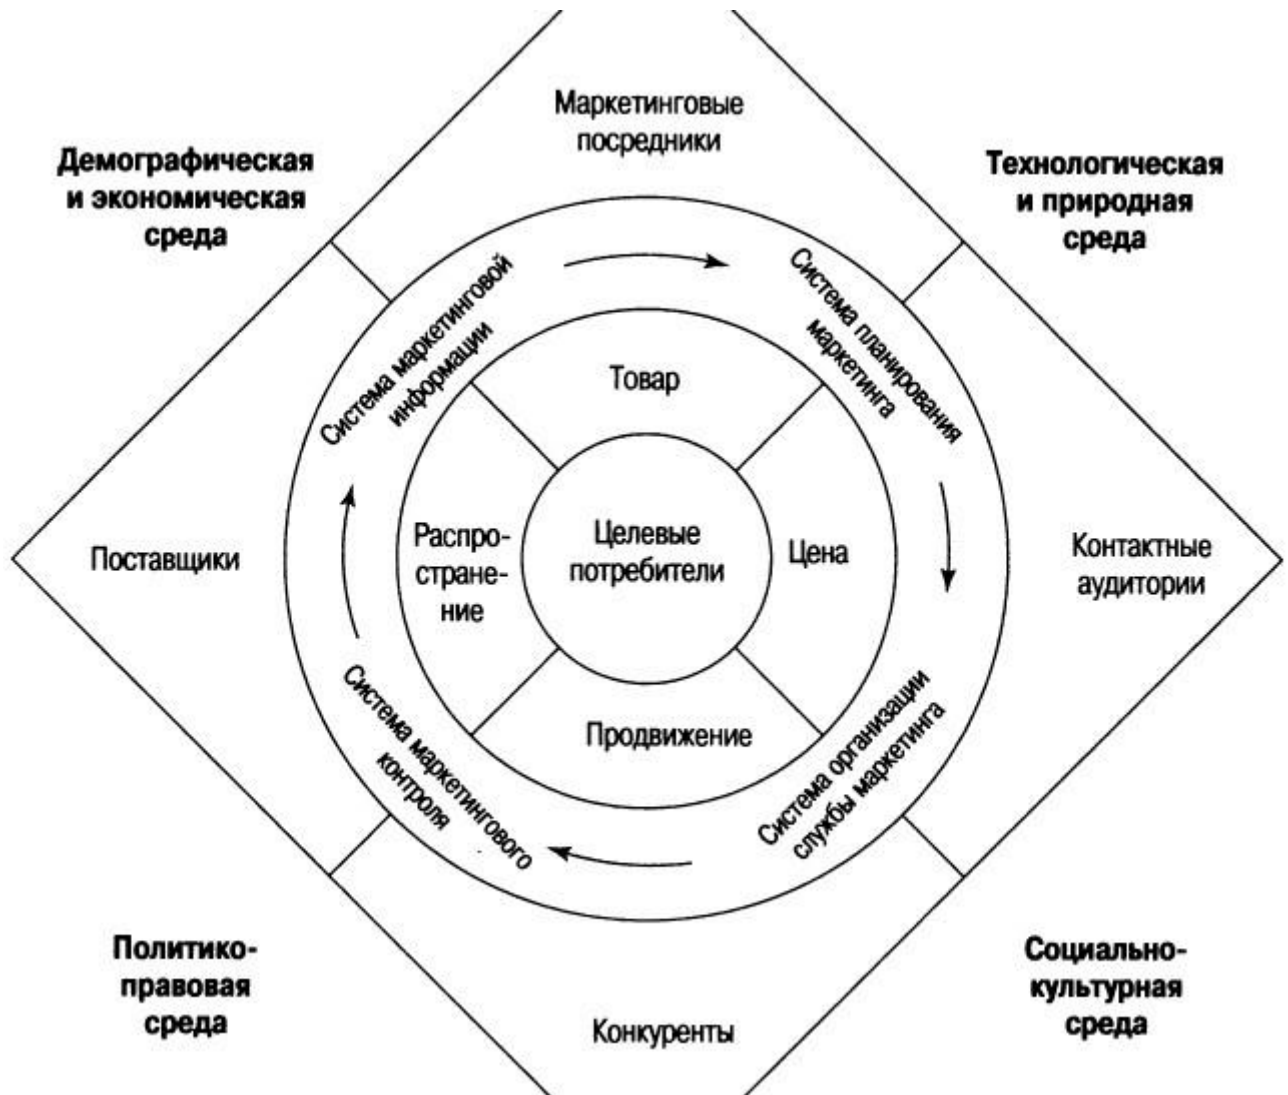 Маркетинговые
посредники
Демографическая
и экономическая
среда
Технологическая
и природная
среда
Система маркетинговой
информации
Система планирования
маркетинга
Товар
Поставщики
Распро-
стране-
ние
Целевые
потребители
Цена
Контактные
аудитории
Продвижение
Система маркетингового
контроля
Система организации
службы маркетинга
Политико-
правовая
среда
Конкуренты
Социально-
культурная
среда